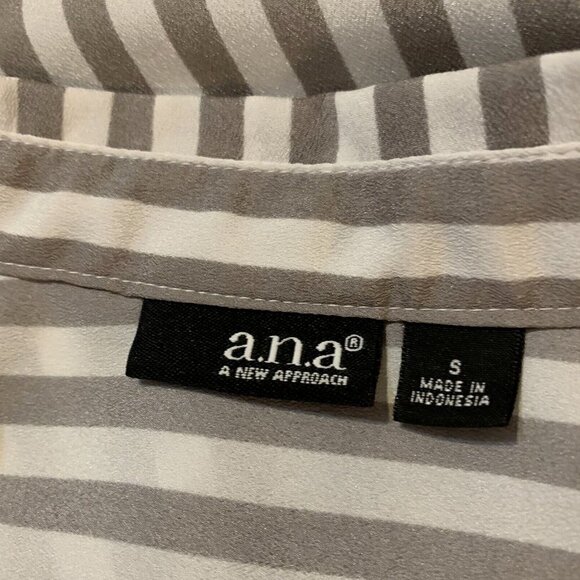 a.n.a®
A NEW APPROACH
S
MADE IN
INDONESIA